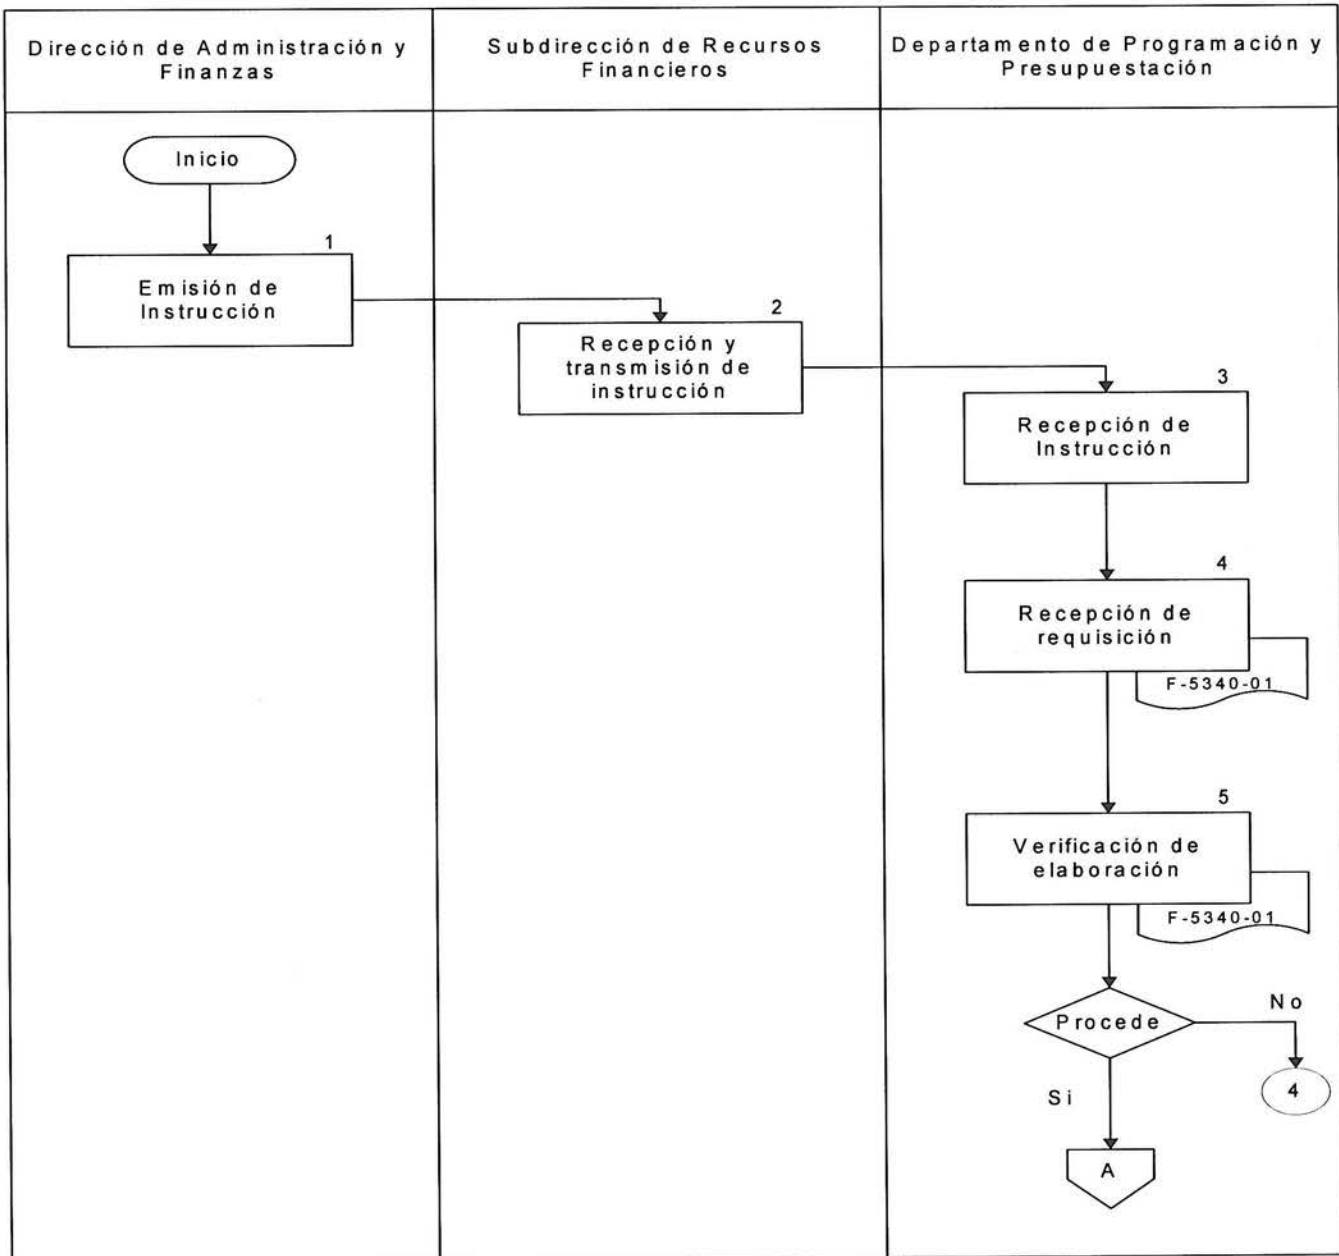 Dirección de Administración y
Finanzas
Subdirección de Recursos
Financieros
Departamento de Programación y
Presupuestación
Inicio
1
Emisión de
Instrucción
2
Recepción y
transmisión de
instrucción
3
Recepción de
Instrucción
4
Recepción de
requisición
F-5340-01
5
Verificación de
elaboración
F-5340-01
Procede
No
4
Si
A